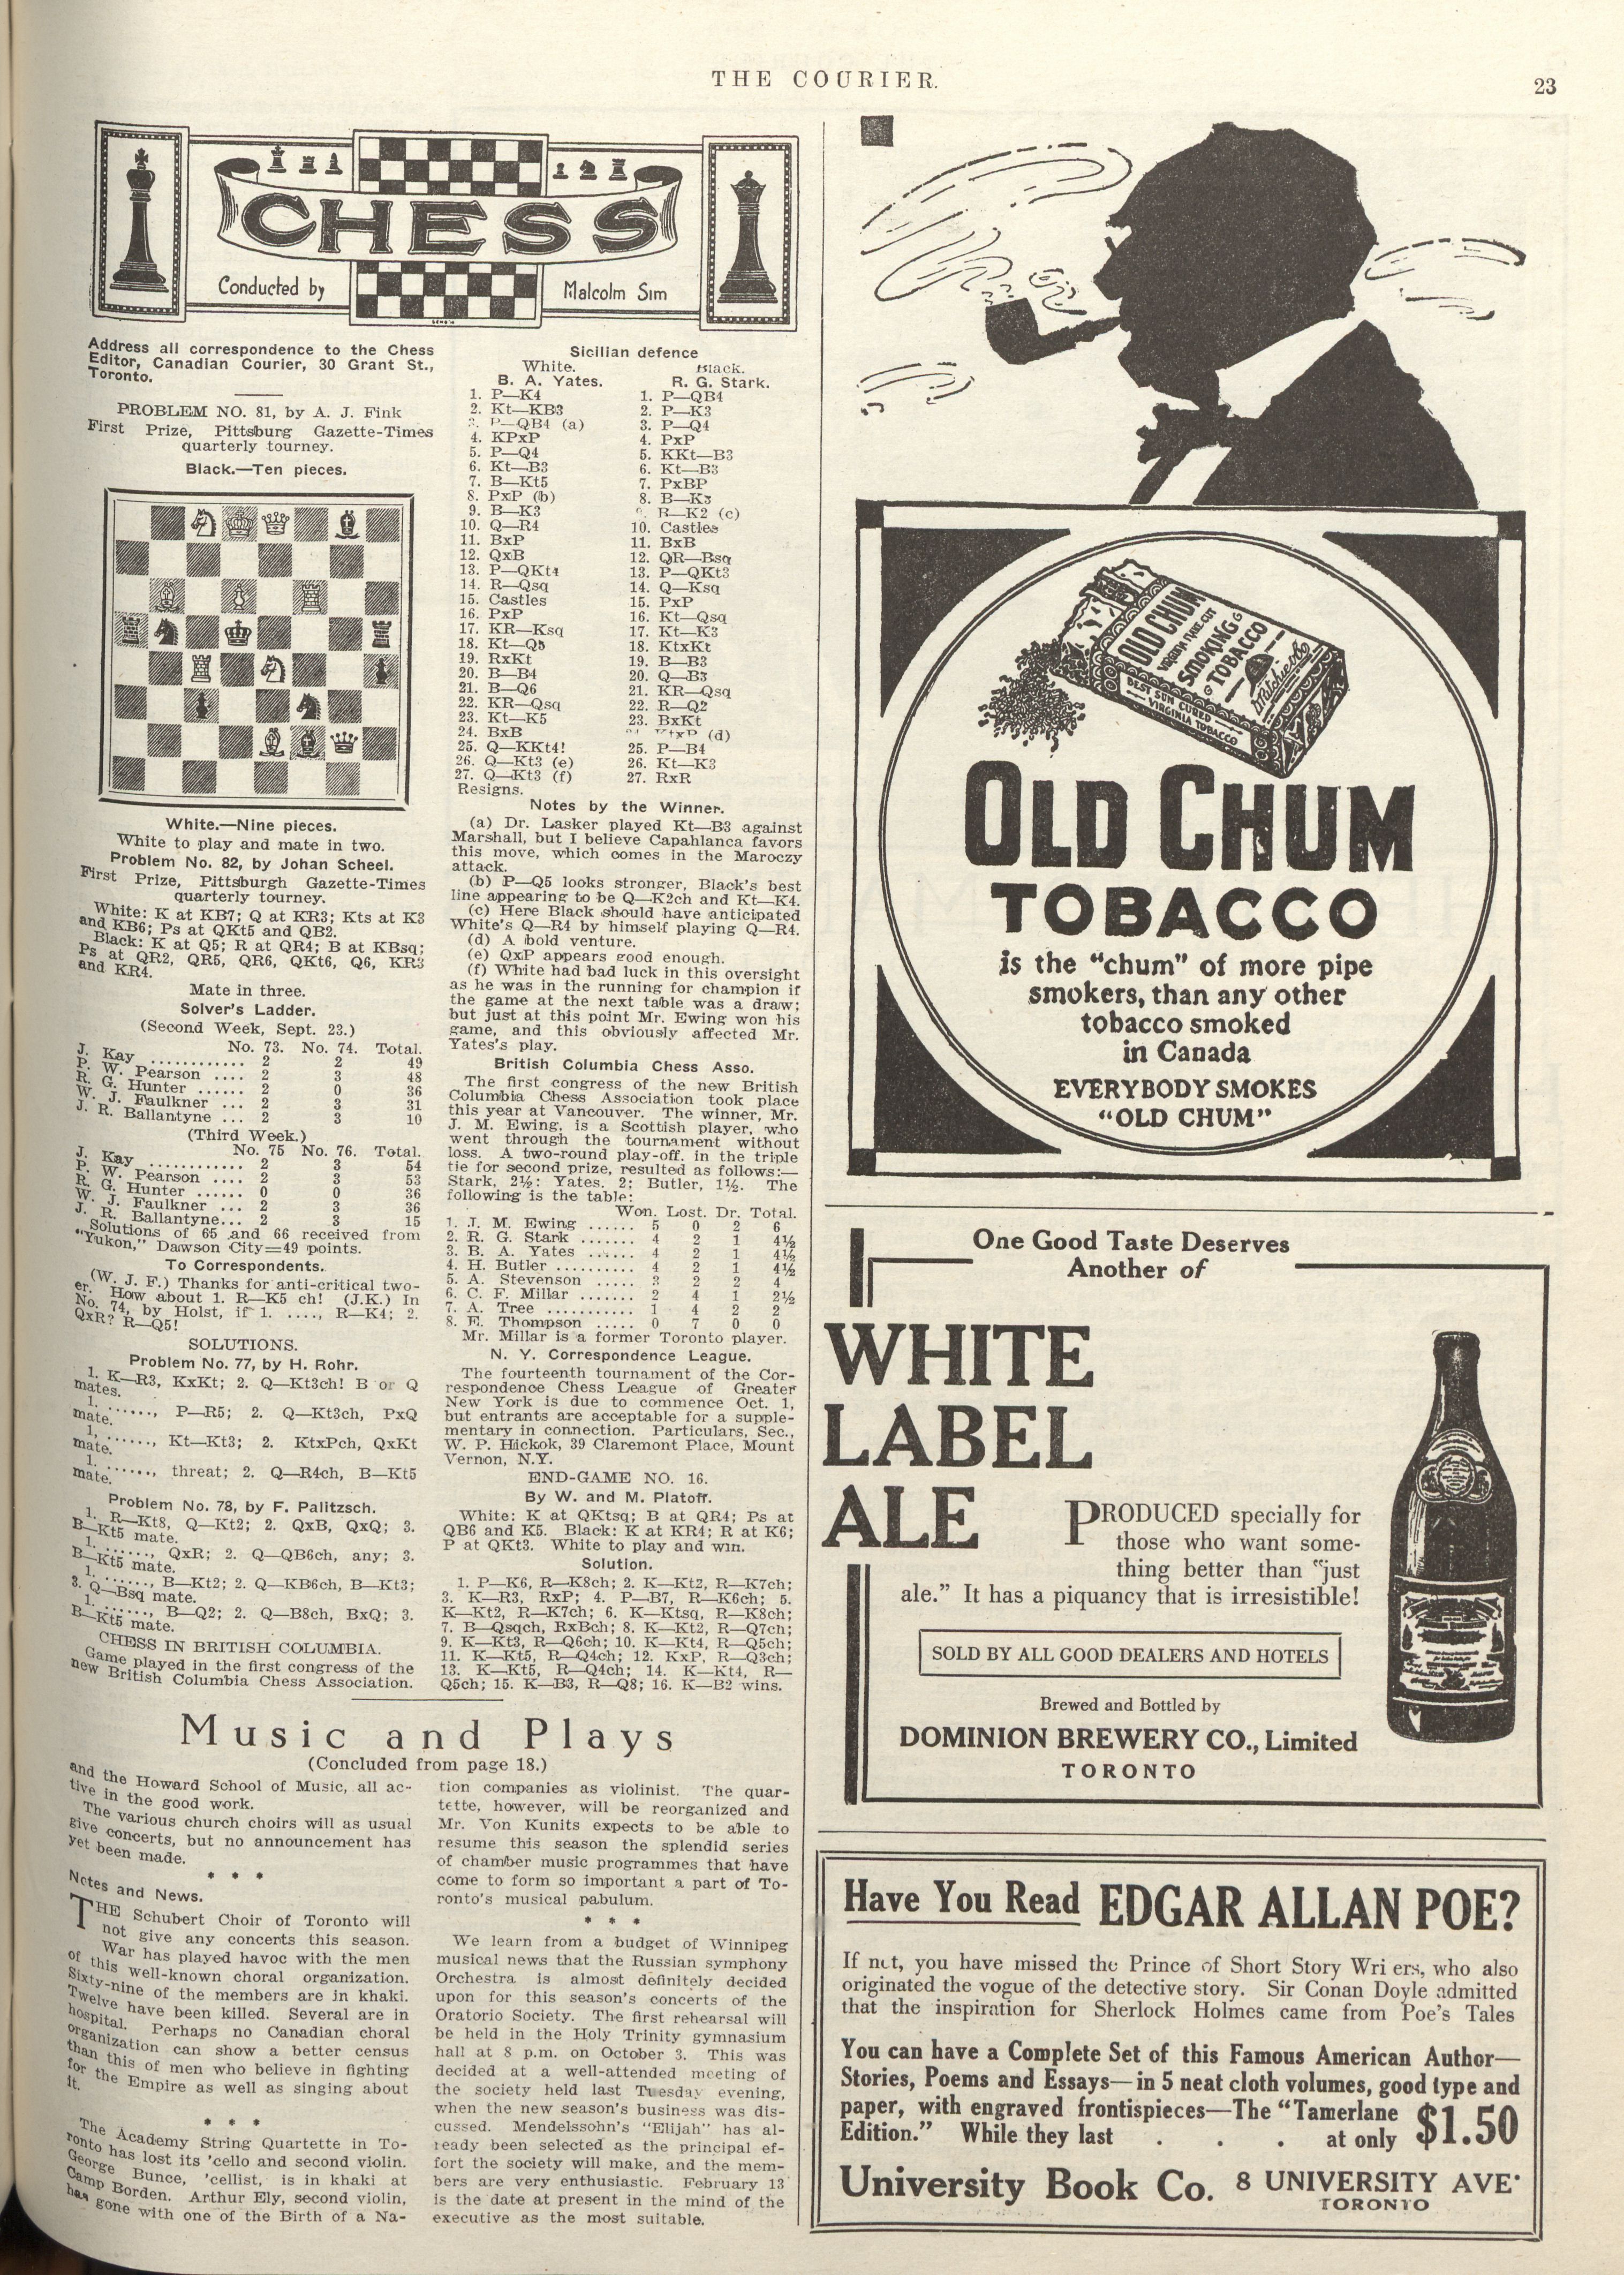 THE COURIER.
23
CHESS
Conducted by
Malcolm Sim
Address all correspondence to the Chess
Editor, Canadian Courier, 30 Grant St.,
Toronto.
PROBLEM NO. 81, by A. J. Fink
First Prize, Pittsburg Gazette-Times
quarterly tourney.
Black.—Ten pieces.
White.—Nine pieces.
White to play and mate in two.
Problem No. 82, by Johan Scheel.
First Prize, Pittsburgh Gazette-Times
quarterly tourney.
White: K at KB7; Q at KR3; Kts at K3
and KB6; Ps at QKt5 and QB2.
Black: K at Q5; R at QR4; B at KBsq;
Ps at QR2, QR5, QR6, QKt6, Q6, KR3
and KR4.
Mate in three.
Solver's Ladder.
(Second Week, Sept. 23.)
No. 73. No. 74. Total.
J. Kay ............ 2 2 49
P. W. Pearson .... 2 3 48
R. G. Hunter ...... 2 0 36
W. J. Faulkner ... 2 3 31
J. R. Ballantyne ... 2 3 10
(Third Week.)
No. 75 No. 76. Total.
J. Kay ............ 2 3 54
P. W. Pearson .... 2 3 53
R. G. Hunter ...... 0 0 36
W. J. Faulkner ... 2 3 36
J. R. Ballantyne... 2 3 15
Solutions of 65 and 66 received from
"Yukon," Dawson City=49 points.
To Correspondents.
(W. J. F.) Thanks for anti-critical two-
er. How about 1. R—K5 ch! (J.K.) In
No. 74, by Holst, if 1. ...., R—K4; 2.
QxR? R—Q5!
SOLUTIONS.
Problem No. 77, by H. Rohr.
1. K—R3, KxKt; 2. Q—Kt3ch! B or Q
mates.
1. ......, P—R5; 2. Q—Kt3ch, PxQ
mate.
1, ......, Kt—Kt3; 2. KtxPch, QxKt
mate.
1. ......, threat; 2. Q—R4ch, B—Kt5
mate.
Problem No. 78, by F. Palitzsch.
1. R—Kt8, Q—Kt2; 2. QxB, QxQ; 3.
B—Kt5 mate.
1. ......, QxR; 2. Q—QB6ch, any; 3.
B—Kt5 mate.
1. ......, B—Kt2; 2. Q—KB6ch, B—Kt3;
3. Q—Bsq mate.
1. ......, B—Q2; 2. Q—B8ch, BxQ; 3.
B—Kt5 mate.
CHESS IN BRITISH COLUMBIA.
Game played in the first congress of the
new British Columbia Chess Association.
Sicilian defence
White. Black.
B. A. Yates. R. G. Stark.
1. P—K4 1. P—QB4
2. Kt—KB3 2. P—K3
3. P—QB4 (a) 3. P—Q4
4. KPxP 4. PxP
5. P—Q4 5. KKt—B3
6. Kt—B3 6. Kt—B3
7. B—Kt5 7. PxBP
8. PxP (b) 8. B—K3
9. B—K3 9. B—K2 (c)
10. Q—R4 10. Castles
11. BxP 11. BxB
12. QxB 12. QR—Bsq
13. P—QKt4 13. P—QKt3
14. R—Qsq 14. Q—Ksq
15. Castles 15. PxP
16. PxP 16. Kt—Qsq
17. KR—Ksq 17. Kt—K3
18. Kt—Q5 18. KtxKt
19. RxKt 19. B—B3
20. B—B4 20. Q—B3
21. B—Q6 21. KR—Qsq
22. KR—Qsq 22. R—Q2
23. Kt—K5 23. BxKt
24. BxB 24. KtxP (d)
25. Q—KKt4! 25. P—B4
26. Q—Kt3 (e) 26. Kt—K3
27. Q—Kt3 (f) 27. RxR
Resigns.
Notes by the Winner.
(a) Dr. Lasker played Kt—B3 against
Marshall, but I believe Capahlanca favors
this move, which comes in the Maroczy
attack.
(b) P—Q5 looks stronger, Black's best
line appearing to be Q—K2ch and Kt—K4.
(c) Here Black should have anticipated
White's Q—R4 by himself playing Q—R4.
(d) A bold venture.
(e) QxP appears good enough.
(f) White had bad luck in this oversight
as he was in the running for champion if
the game at the next table was a draw;
but just at this point Mr. Ewing won his
game, and this obviously affected Mr.
Yates's play.
British Columbia Chess Asso.
The first congress of the new British
Columbia Chess Association took place
this year at Vancouver. The winner, Mr.
J. M. Ewing, is a Scottish player, who
went through the tournament without
loss. A two-round play-off, in the triple
tie for second prize, resulted as follows:—
Stark, 2½: Yates. 2; Butler, 1½. The
following is the table:
Won. Lost. Dr. Total.
1. J. M. Ewing ...... 5 0 2 6
2. R. G. Stark ....... 4 2 1 4½
3. B. A. Yates ...... 4 2 1 4½
4. H. Butler .......... 4 2 1 4½
5. A. Stevenson ..... 3 2 2 4
6. C. F. Millar ....... 2 4 1 2½
7. A. Tree ........... 1 4 2 2
8. E. Thompson ..... 0 7 0 0
Mr. Millar is a former Toronto player.
N. Y. Correspondence League.
The fourteenth tournament of the Cor-
respondence Chess League of Greater
New York is due to commence Oct. 1,
but entrants are acceptable for a supple-
mentary in connection. Particulars, Sec.,
W. P. Hickok, 39 Claremont Place, Mount
Vernon, N.Y.
END-GAME NO. 16.
By W. and M. Platoff.
White: K at QKtsq; B at QR4; Ps at
QB6 and K5. Black: K at KR4; R at K6;
P at QKt3. White to play and win.
Solution.
1. P—K6, R—K8ch; 2. K—Kt2, R—K7ch;
3. K—R3, RxP; 4. P—B7, R—K6ch; 5.
K—Kt2, R—K7ch; 6. K—Ktsq, R—K8ch;
7. B—Qsqch, RxBch; 8. K—Kt2, R—Q7ch;
9. K—Kt3, R—Q6ch; 10. K—Kt4, R—Q5ch;
11. K—Kt5, R—Q4ch; 12. KxP, R—Q3ch;
13. K—Kt5, R—Q4ch; 14. K—Kt4, R—
Q5ch; 15. K—B3, R—Q8; 16. K—B2 wins.
Music and Plays
(Concluded from page 18.)
and the Howard School of Music, all ac-
tive in the good work.
The various church choirs will as usual
give concerts, but no announcement has
yet been made.
* * *
Notes and News.
THE Schubert Choir of Toronto will
not give any concerts this season.
War has played havoc with the men
of this well-known choral organization.
Sixty-nine of the members are in khaki.
Twelve have been killed. Several are in
hospital. Perhaps no Canadian choral
organization can show a better census
than this of men who believe in fighting
for the Empire as well as singing about
it.
* * *
The Academy String Quartette in To-
ronto has lost its 'cello and second violin.
George Bunce, 'cellist, is in khaki at
Camp Borden. Arthur Ely, second violin,
has gone with one of the Birth of a Na-
tion companies as violinist. The quar-
tette, however, will be reorganized and
Mr. Von Kunits expects to be able to
resume this season the splendid series
of chamber music programmes that have
come to form so important a part of To-
ronto's musical pabulum.
* * *
We learn from a budget of Winnipeg
musical news that the Russian symphony
Orchestra is almost definitely decided
upon for this season's concerts of the
Oratorio Society. The first rehearsal will
be held in the Holy Trinity gymnasium
hall at 8 p.m. on October 3. This was
decided at a well-attended meeting of
the society held last Tuesday evening,
when the new season's business was dis-
cussed. Mendelssohn's "Elijah" has al-
ready been selected as the principal ef-
fort the society will make, and the mem-
bers are very enthusiastic. February 13
is the date at present in the mind of the
executive as the most suitable.
OLD CHUM
VIRGINIA FINE CUT
SMOKING
TOBACCO
Ritchie & Co
BEST SUN CURED
VIRGINIA TOBACCO
OLD CHUM
TOBACCO
is the "chum" of more pipe
smokers, than any other
tobacco smoked
in Canada
EVERYBODY SMOKES
"OLD CHUM"
One Good Taste Deserves
Another of
WHITE
LABEL
ALE
PRODUCED specially for
those who want some-
thing better than "just
ale." It has a piquancy that is irresistible!
SOLD BY ALL GOOD DEALERS AND HOTELS
Brewed and Bottled by
DOMINION BREWERY CO., Limited
TORONTO
Have You Read EDGAR ALLAN POE?
If not, you have missed the Prince of Short Story Wri ers, who also
originated the vogue of the detective story. Sir Conan Doyle admitted
that the inspiration for Sherlock Holmes came from Poe's Tales
You can have a Complete Set of this Famous American Author—
Stories, Poems and Essays—in 5 neat cloth volumes, good type and
paper, with engraved frontispieces—The "Tamerlane
Edition." While they last . . . at only $1.50
University Book Co. 8 UNIVERSITY AVE.
TORONTO